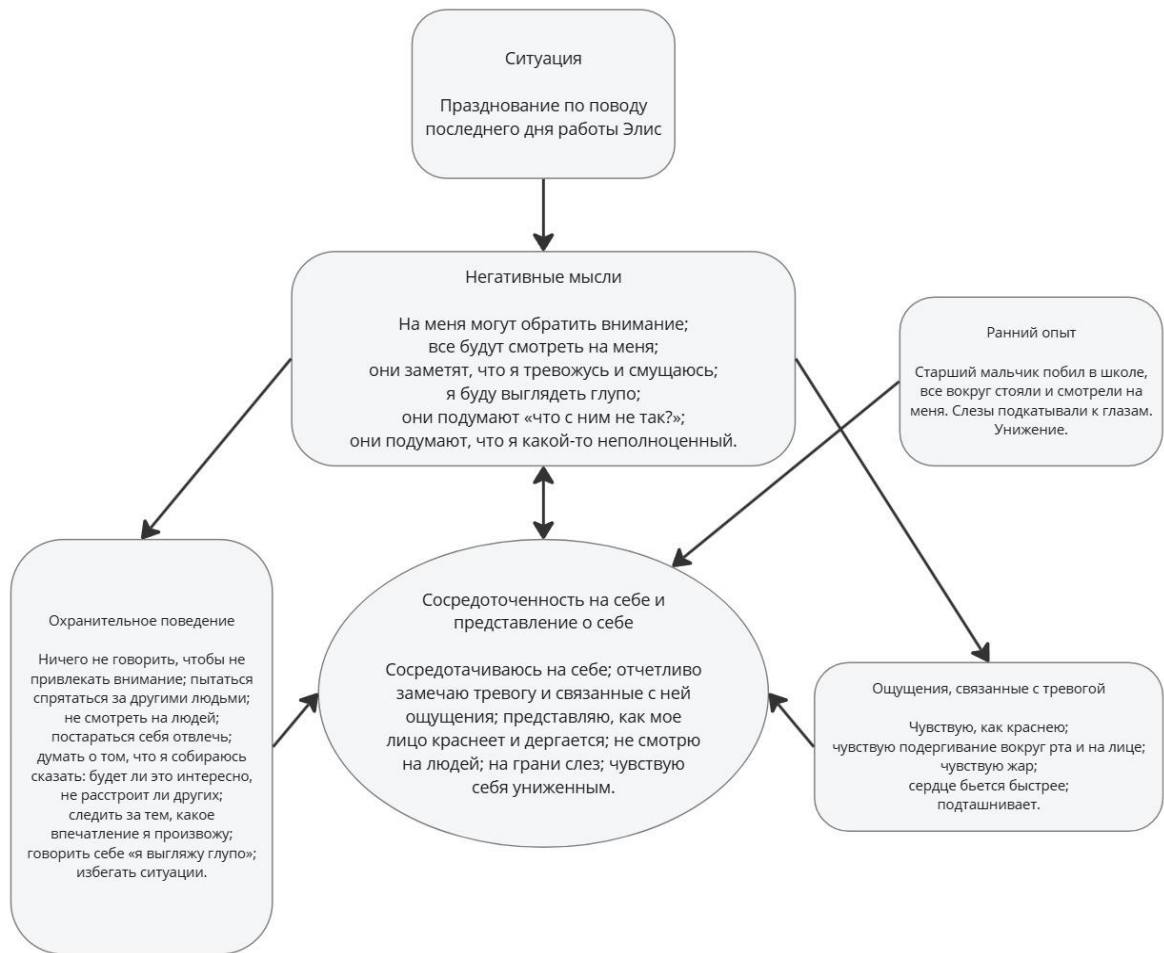 Ситуация
Празднование по поводу
последнего дня работы Элис
Негативные мысли
На меня могут обратить внимание;
все будут смотреть на меня;
они заметят, что я тревожусь и смущаюсь;
я буду выглядеть глупо;
они подумают «что с ним не так?»;
они подумают, что я какой-то неполноценный.
Ранний опыт
Старший мальчик побил в школе,
все вокруг стояли и смотрели на
меня. Слезы подкатывали к глазам.
Унижение.
Охранительное поведение
Ничего не говорить, чтобы не
привлекать внимание; пытаться
спрятаться за другими людьми;
не смотреть на людей;
постараться себя отвлечь;
думать о том, что я собираюсь
сказать: будет ли это интересно,
не расстроит ли других;
следить за тем, какое
впечатление я произвожу;
говорить себе «я выгляжу глупо»;
избегать ситуации.
Сосредоточенность на себе и
представление о себе
Сосредотачиваюсь на себе; отчетливо
замечаю тревогу и связанные с ней
ощущения; представляю, как мое
лицо краснеет и дергается; не смотрю
на людей; на грани слез; чувствую
себя униженным.
Ощущения, связанные с тревогой
Чувствую, как краснею;
чувствую подергивание вокруг рта и на лице;
чувствую жар;
сердце бьется быстрее;
подташнивает.